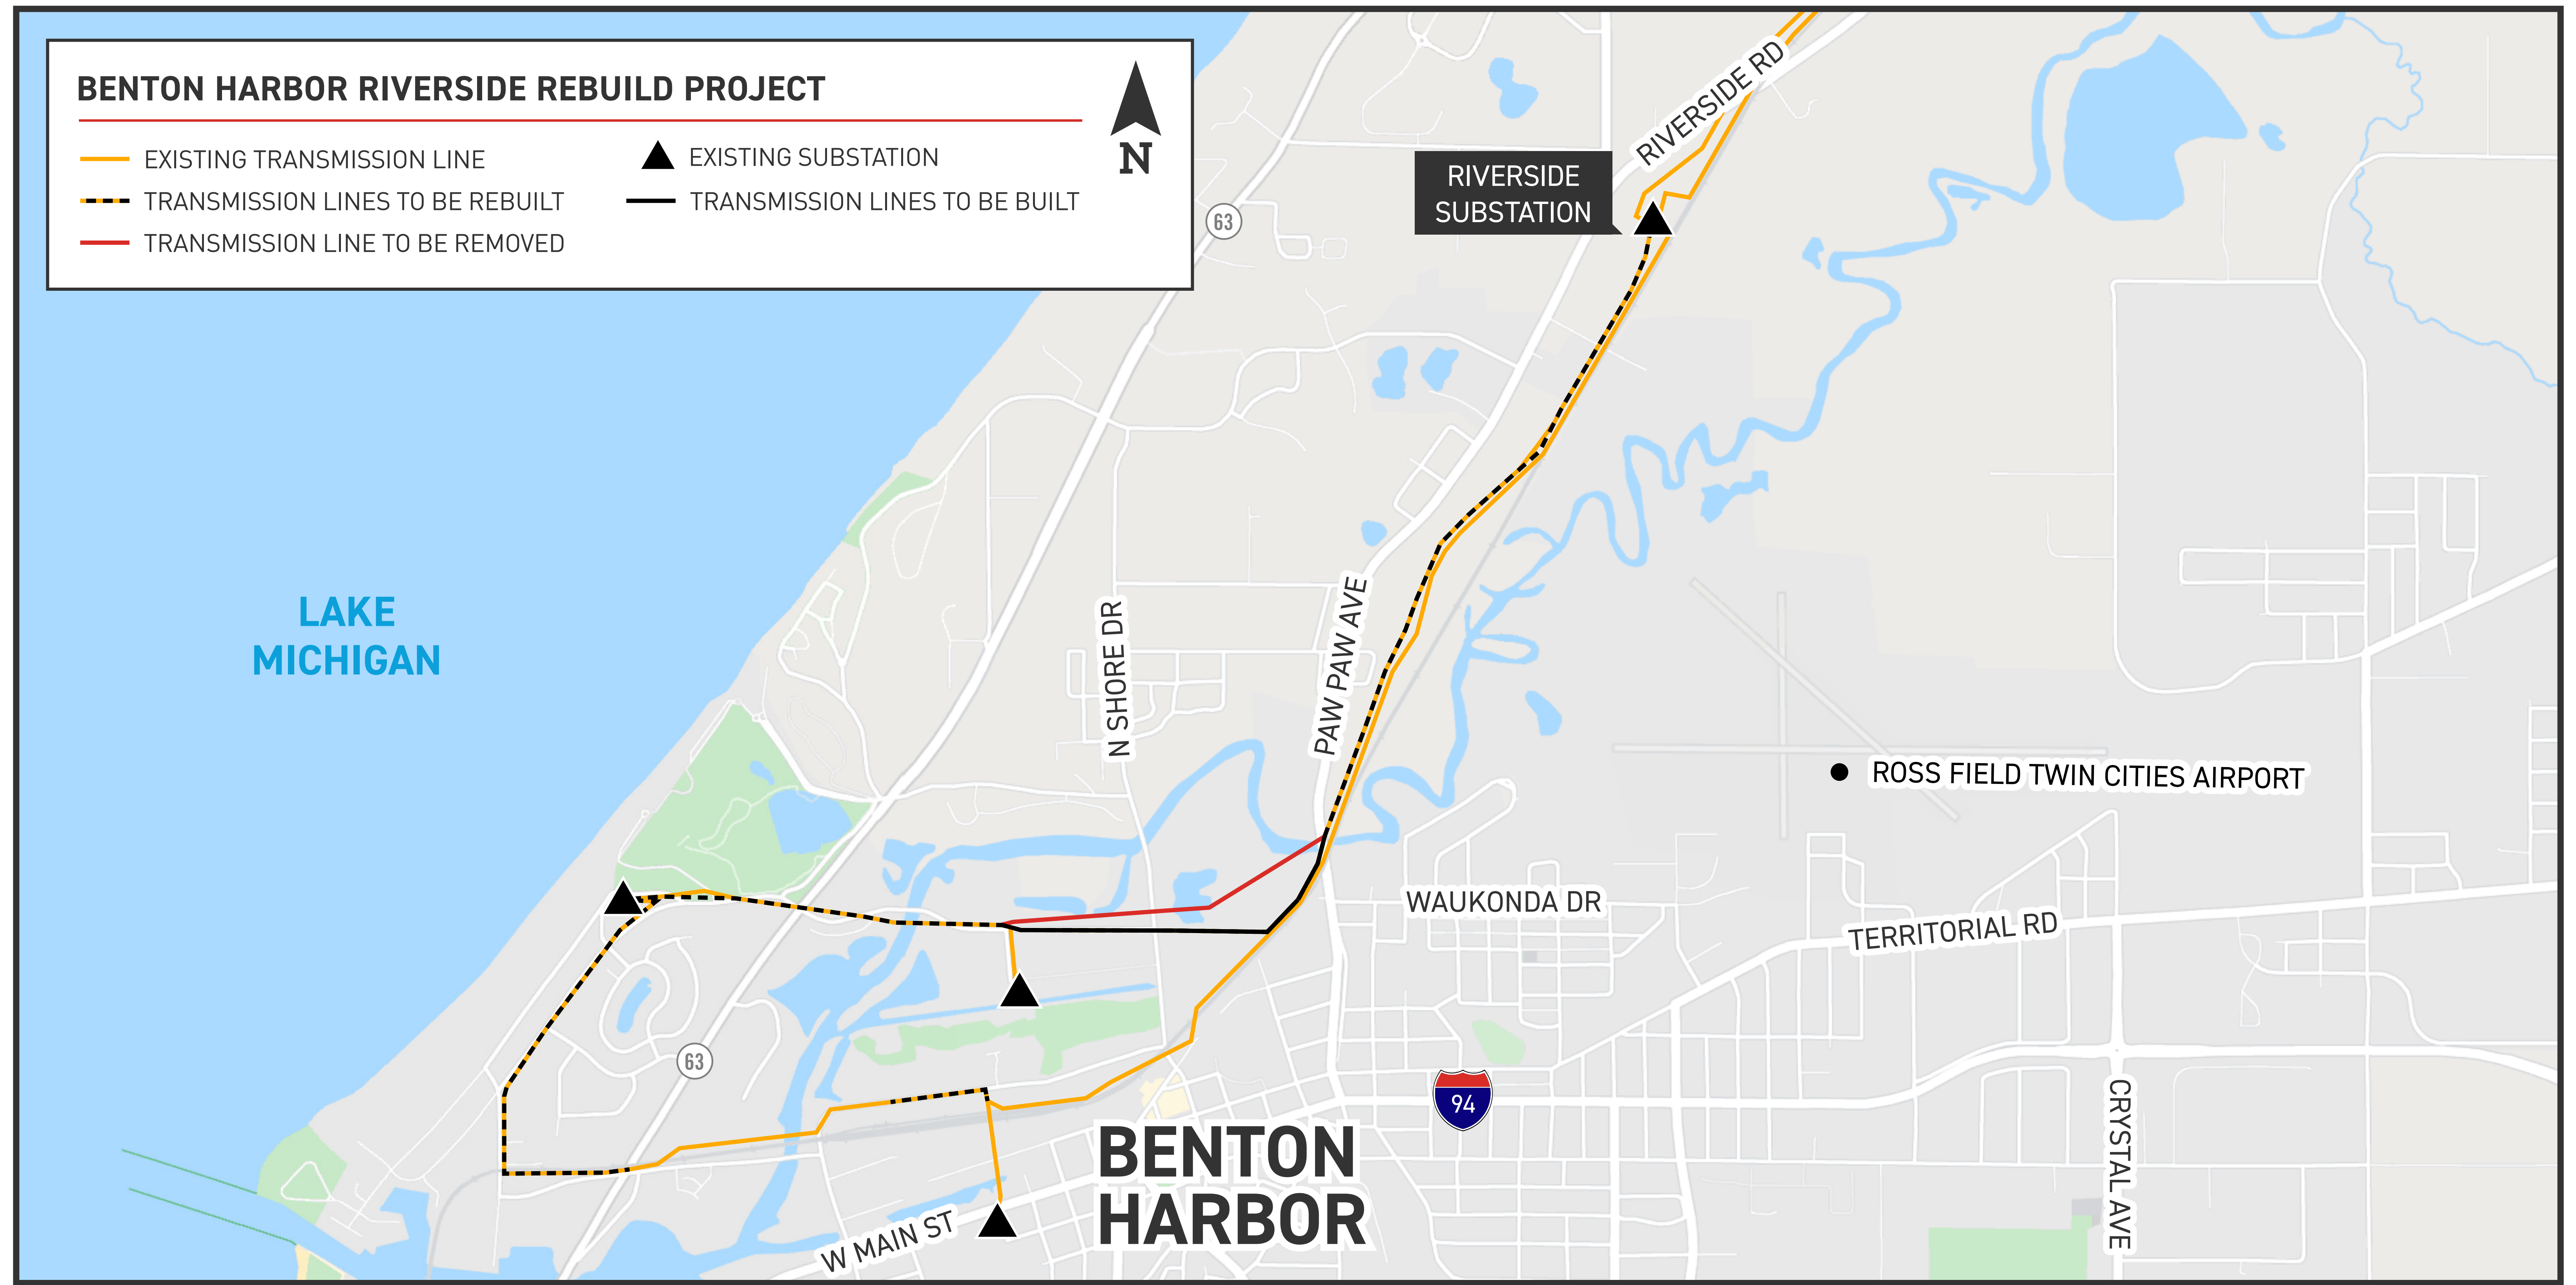 BENTON HARBOR RIVERSIDE REBUILD PROJECT
EXISTING TRANSMISSION LINE
TRANSMISSION LINES TO BE REBUILT
TRANSMISSION LINE TO BE REMOVED
EXISTING SUBSTATION
TRANSMISSION LINES TO BE BUILT
N
RIVERSIDE RD
RIVERSIDE
SUBSTATION
63
LAKE
MICHIGAN
N SHORE DR
PAW PAW AVE
ROSS FIELD TWIN CITIES AIRPORT
WAUKONDA DR
TERRITORIAL RD
63
94
CRYSTAL AVE
BENTON
HARBOR
W MAIN ST